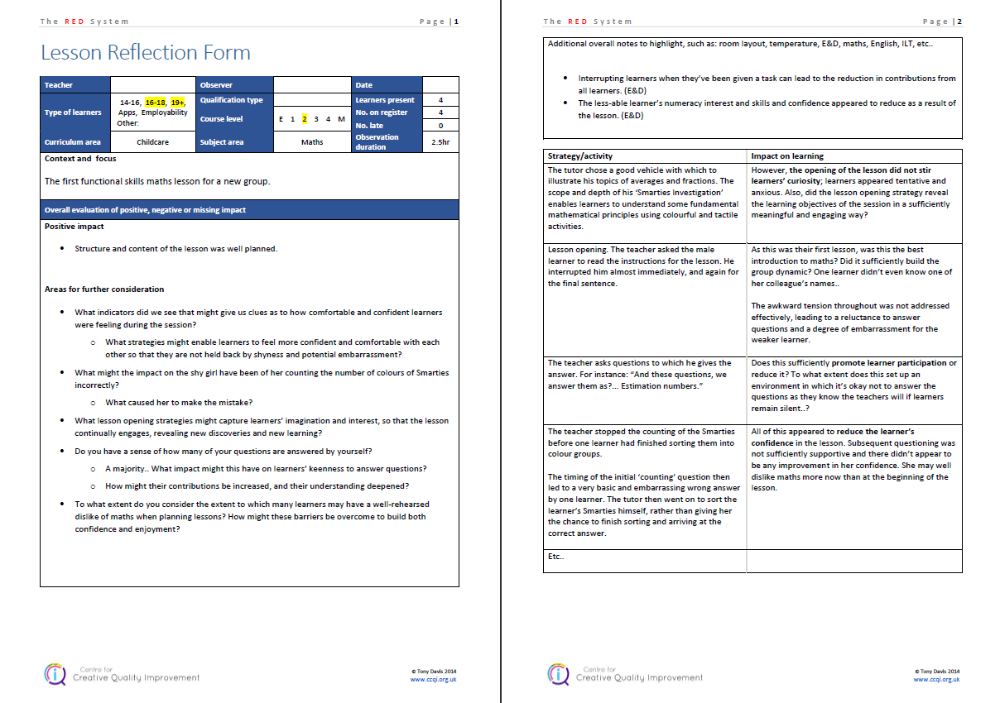 The RED System
Page | 1
Lesson Reflection Form
Teacher
Observer
Date
Type of learners
14-16, 16-18, 19+,
Apps, Employability
Other:
Qualification type
Learners present
4
Course level
E 1 2 3 4 M
No. on register
4
No. late
0
Curriculum area
Childcare
Subject area
Maths
Observation
duration
2.5hr
Context and focus
The first functional skills maths lesson for a new group.
Overall evaluation of positive, negative or missing impact
Positive impact
• Structure and content of the lesson was well planned.
Areas for further consideration
• What indicators did we see that might give us clues as to how comfortable and confident learners
were feeling during the session?
o What strategies might enable learners to feel more confident and comfortable with each
other so that they are not held back by shyness and potential embarrassment?
• What might the impact on the shy girl have been of her counting the number of colours of Smarties
incorrectly?
o What caused her to make the mistake?
• What lesson opening strategies might capture learners' imagination and interest, so that the lesson
continually engages, revealing new discoveries and new learning?
• Do you have a sense of how many of your questions are answered by yourself?
o A majority.. What impact might this have on learners' keenness to answer questions?
o How might their contributions be increased, and their understanding deepened?
• To what extent do you consider the extent to which many learners may have a well-rehearsed
dislike of maths when planning lessons? How might these barriers be overcome to build both
confidence and enjoyment?
Centre for
Creative Quality Improvement
© Tony Davis 2014
www.ccqi.org.uk
The RED System
Page | 2
Additional overall notes to highlight, such as: room layout, temperature, E&D, maths, English, ILT, etc..
• Interrupting learners when they've been given a task can lead to the reduction in contributions from
all learners. (E&D)
• The less-able learner's numeracy interest and skills and confidence appeared to reduce as a result of
the lesson. (E&D)
Strategy/activity
Impact on learning
The tutor chose a good vehicle with which to
illustrate his topics of averages and fractions. The
scope and depth of his 'Smarties Investigation'
enables learners to understand some fundamental
mathematical principles using colourful and tactile
activities.
However, the opening of the lesson did not stir
learners' curiosity; learners appeared tentative and
anxious. Also, did the lesson opening strategy reveal
the learning objectives of the session in a sufficiently
meaningful and engaging way?
Lesson opening. The teacher asked the male
learner to read the instructions for the lesson. He
interrupted him almost immediately, and again for
the final sentence.
As this was their first lesson, was this the best
introduction to maths? Did it sufficiently build the
group dynamic? One learner didn't even know one of
her colleague's names..
The awkward tension throughout was not addressed
effectively, leading to a reluctance to answer
questions and a degree of embarrassment for the
weaker learner.
The teacher asks questions to which he gives the
answer. For instance: "And these questions, we
answer them as?... Estimation numbers."
Does this sufficiently promote learner participation or
reduce it? To what extent does this set up an
environment in which it's okay not to answer the
questions as they know the teachers will if learners
remain silent..?
The teacher stopped the counting of the Smarties
before one learner had finished sorting them into
colour groups.
The timing of the initial 'counting' question then
led to a very basic and embarrassing wrong answer
by one learner. The tutor then went on to sort the
learner's Smarties himself, rather than giving her
the chance to finish sorting and arriving at the
correct answer.
All of this appeared to reduce the learner's
confidence in the lesson. Subsequent questioning was
not sufficiently supportive and there didn't appear to
be any improvement in her confidence. She may well
dislike maths more now than at the beginning of the
lesson.
Etc..
Centre for
Creative Quality Improvement
© Tony Davis 2014
www.ccqi.org.uk